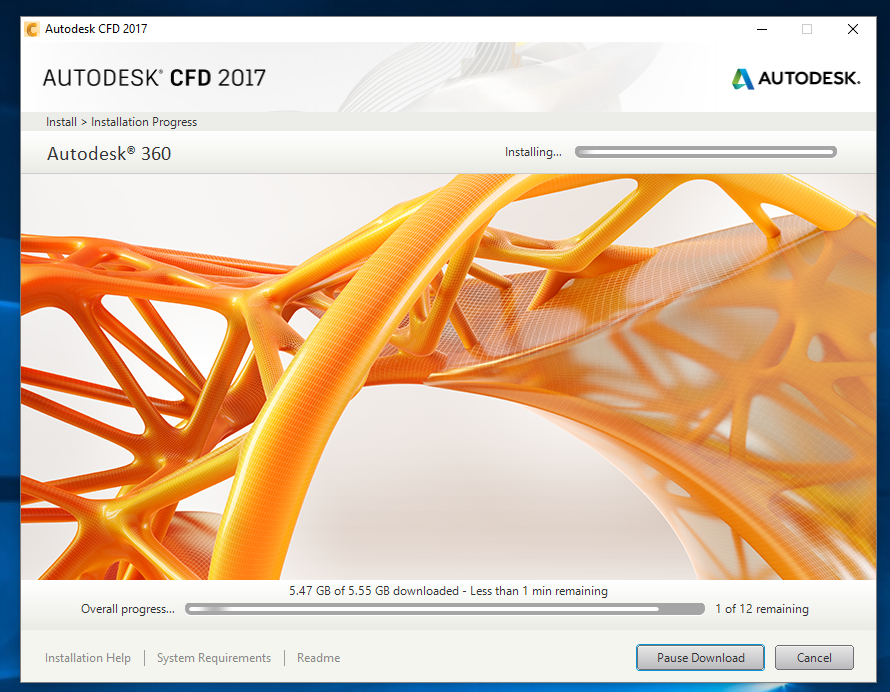 Autodesk CFD 2017
AUTODESK® CFD 2017
AUTODESK.
Install > Installation Progress
Autodesk® 360
Installing...
5.47 GB of 5.55 GB downloaded - Less than 1 min remaining
Overall progress...
1 of 12 remaining
Installation Help
System Requirements
Readme
Pause Download
Cancel